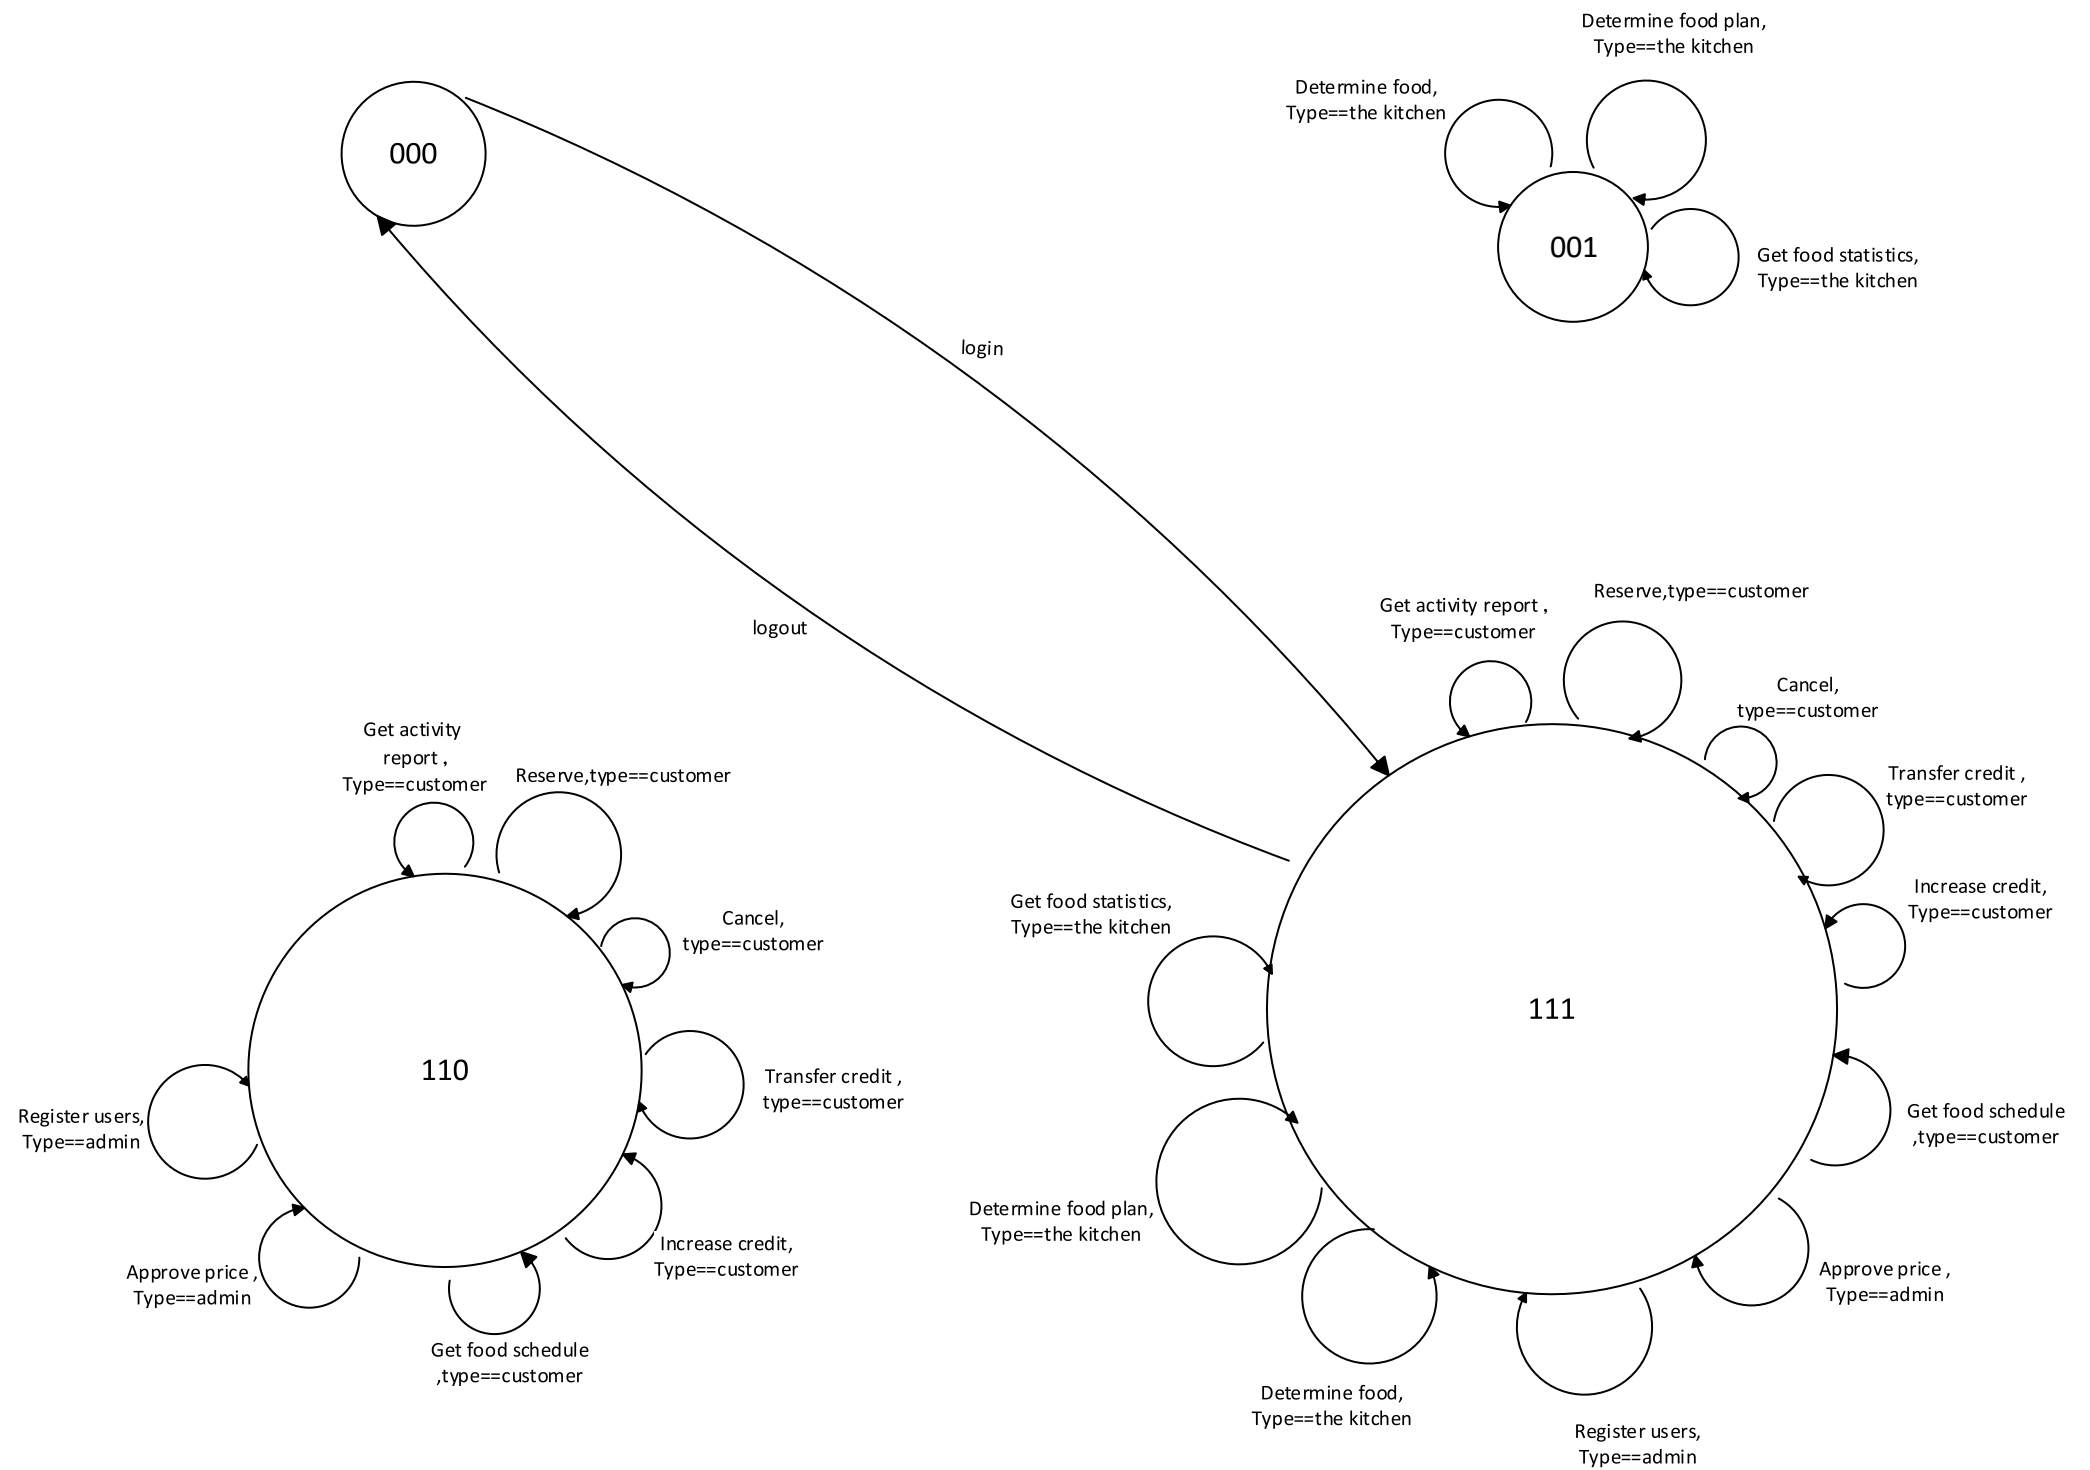 Determine food plan,
Type==the kitchen
Determine food,
Type==the kitchen
000
001
Get food statistics,
Type==the kitchen
login
logout
Get activity report ,
Type==customer
Reserve,type==customer
Cancel,
type==customer
Transfer credit ,
type==customer
Increase credit,
Type==customer
Get food statistics,
Type==the kitchen
111
Get food schedule
,type==customer
Determine food plan,
Type==the kitchen
Approve price ,
Type==admin
Determine food,
Type==the kitchen
Register users,
Type==admin
Get activity
report ,
Type==customer
Reserve,type==customer
Cancel,
type==customer
110
Transfer credit ,
type==customer
Register users,
Type==admin
Increase credit,
Type==customer
Approve price ,
Type==admin
Get food schedule
,type==customer